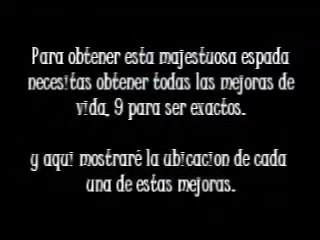 Para obtener esta majestuosa espada
necesitas obtener todas las mejoras de
vida, 9 para ser exactos.
y aqui mostraré la ubicacion de cada
una de estas mejoras.